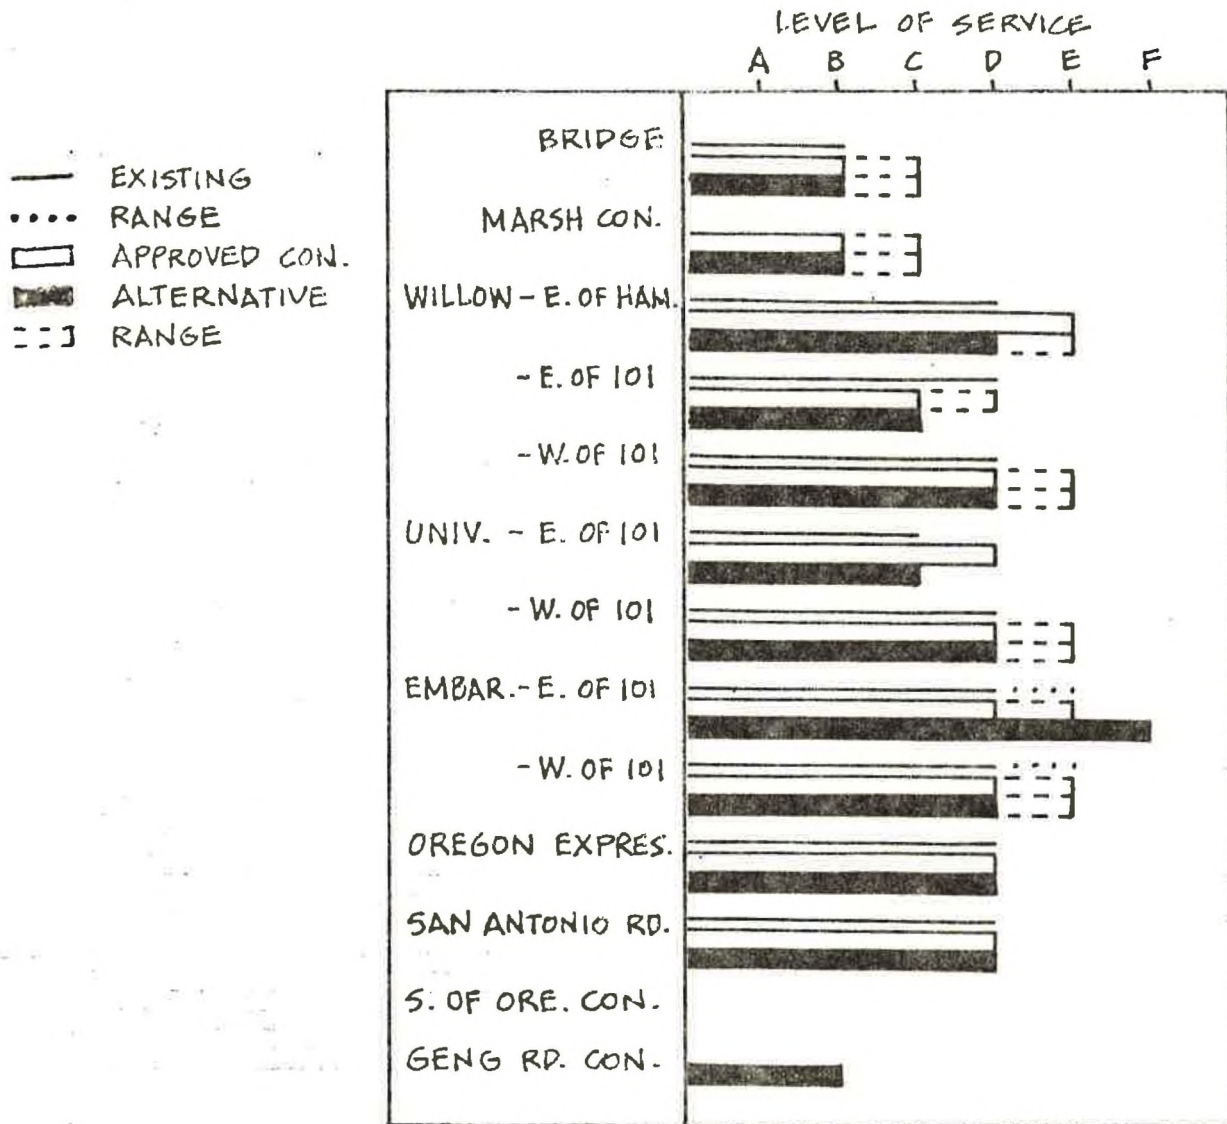 LEVEL OF SERVICE
A B C D E F
EXISTING
RANGE
APPROVED CON.
ALTERNATIVE
RANGE
BRIDGE
MARSH CON.
WILLOW - E. OF HAM.
- E. OF 101
- W. OF 101
UNIV. - E. OF 101
- W. OF 101
EMBAR. - E. OF 101
- W. OF 101
OREGON EXPRES.
SAN ANTONIO RD.
S. OF ORE. CON.
GENG RD. CON.